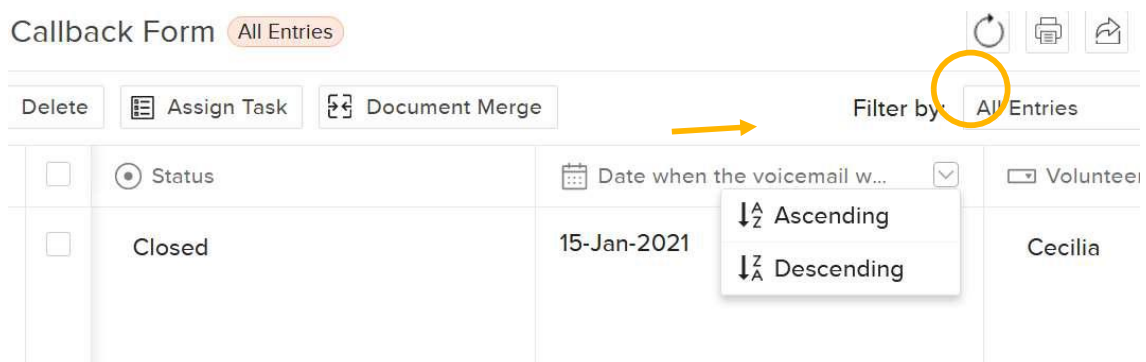 Callback Form All Entries
Delete Assign Task Document Merge Filter by: All Entries
Status Date when the voicemail w... Volunteer
Ascending
Closed 15-Jan-2021 Cecilia
Descending